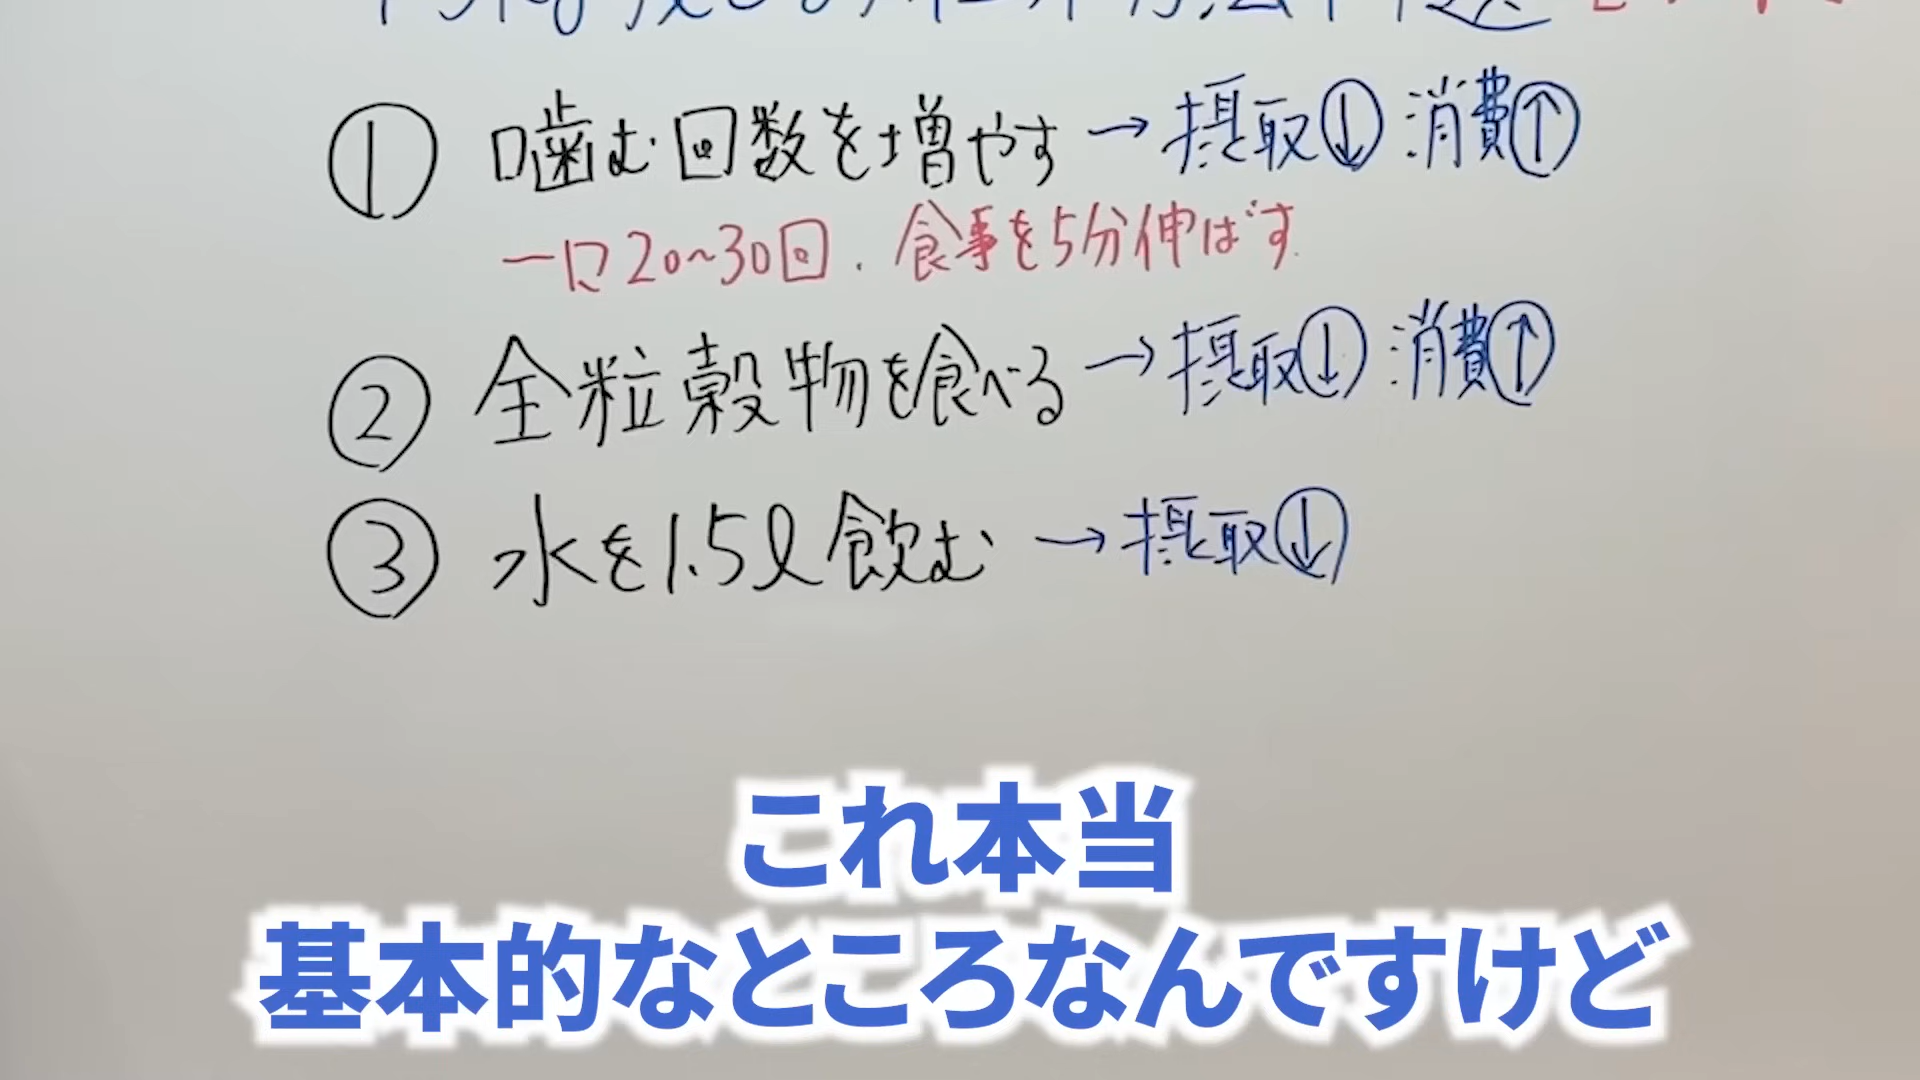 ① 噛む回数を増やす → 摂取↓ 消費↑
一口20~30回. 食事を5分伸ばす.
② 全粒穀物を食べる → 摂取↓ 消費↑
③ 水を1.5ℓ飲む → 摂取↓
これ本当
基本的なところなんですけど